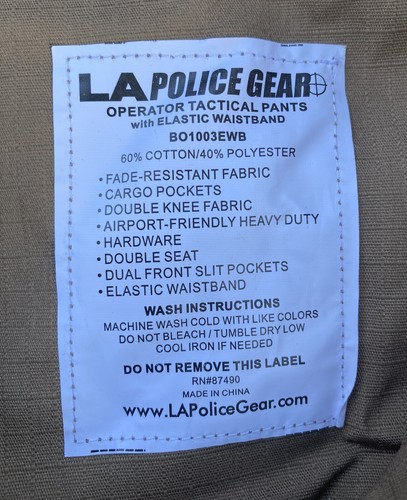 LA POLICE GEAR
OPERATOR TACTICAL PANTS
with ELASTIC WAISTBAND
BO1003EWB
60% COTTON/40% POLYESTER
• FADE-RESISTANT FABRIC
• CARGO POCKETS
• DOUBLE KNEE FABRIC
• AIRPORT-FRIENDLY HEAVY DUTY
• HARDWARE
• DOUBLE SEAT
• DUAL FRONT SLIT POCKETS
• ELASTIC WAISTBAND
WASH INSTRUCTIONS
MACHINE WASH COLD WITH LIKE COLORS
DO NOT BLEACH / TUMBLE DRY LOW
COOL IRON IF NEEDED
DO NOT REMOVE THIS LABEL
RN#87490
MADE IN CHINA
www.LAPoliceGear.com